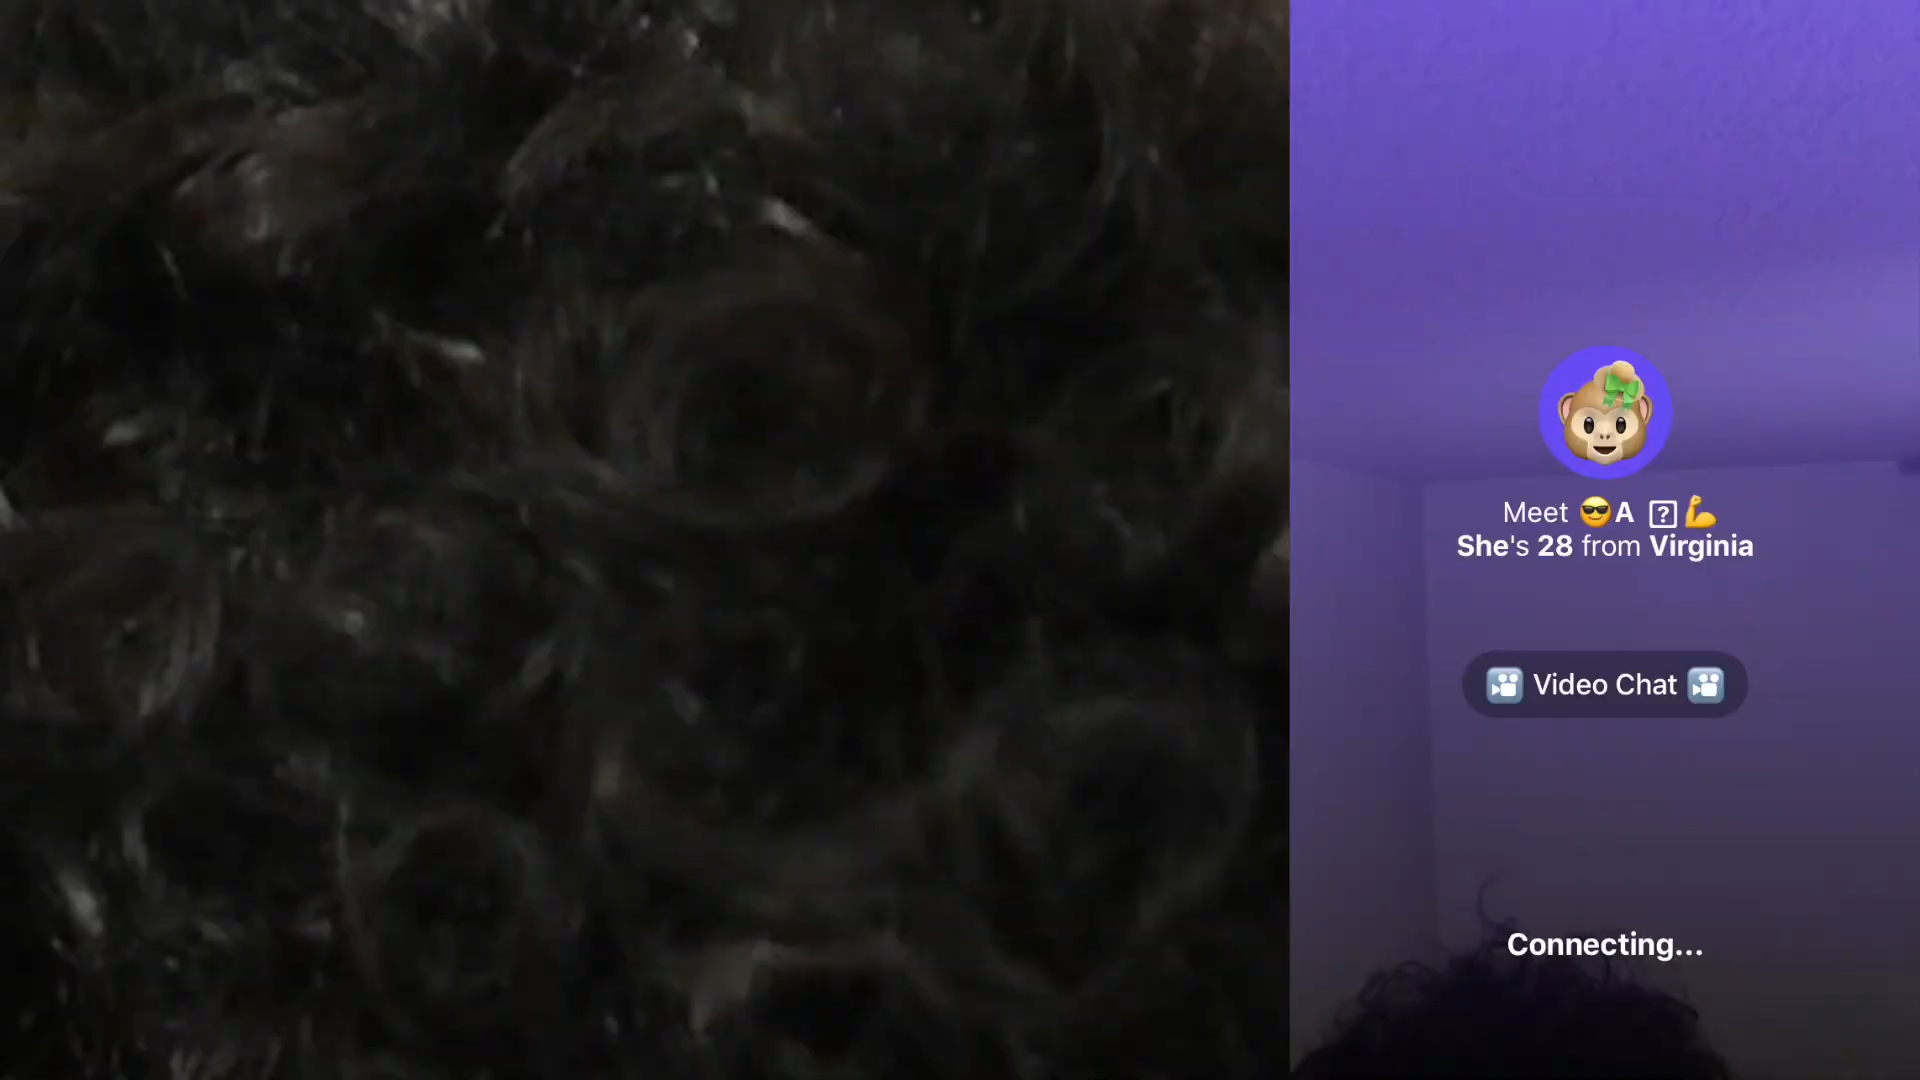 Meet 😎A 💪
She's 28 from Virginia
🎦 Video Chat 🎦
Connecting...